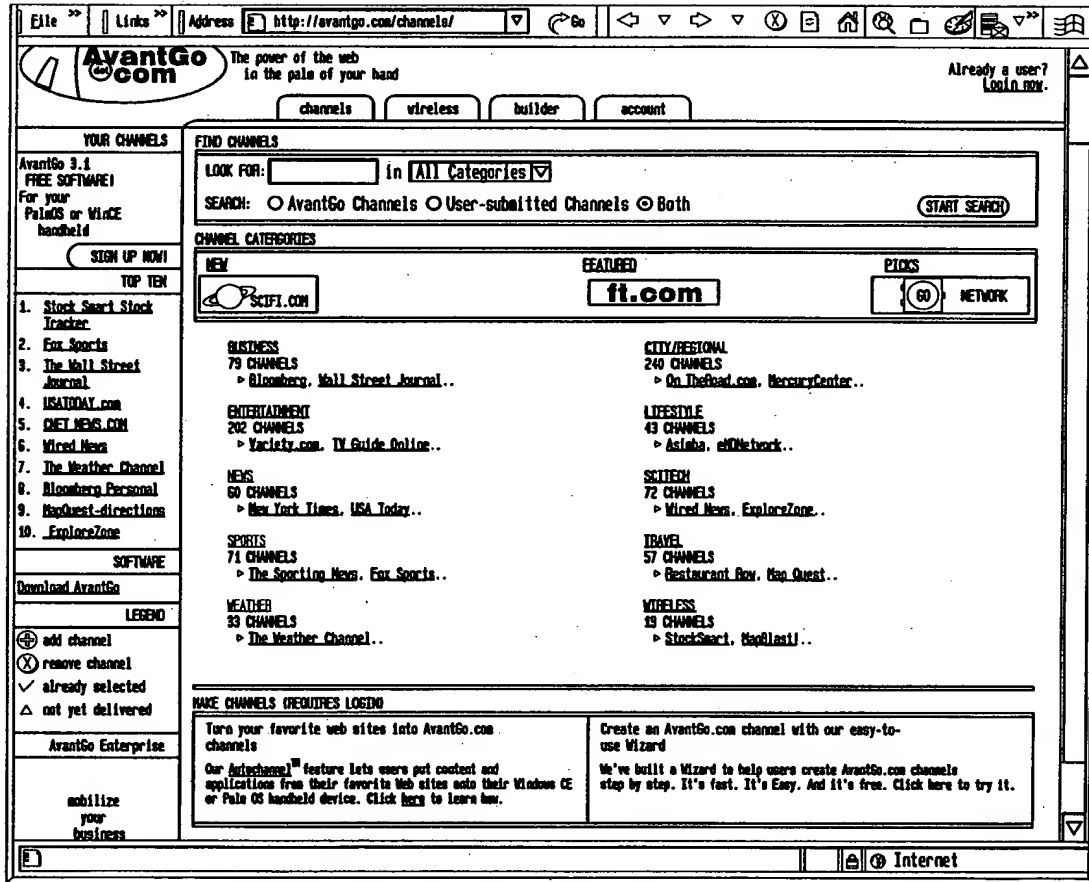 File >> Links >> Address http://avantgo.com/channels/ Go >>
AvantGo
dot com
The power of the web
in the palm of your hand
Already a user?
Login now.
channels wireless builder account
YOUR CHANNELS
AvantGo 3.1
FREE SOFTWARE!
For your
PalmOS or WinCE
handheld
SIGN UP NOW!
TOP TEN
1. Stock Smart Stock
Tracker
2. Fox Sports
3. The Wall Street
Journal
4. USATODAY.com
5. CNET NEWS.COM
6. Wired News
7. The Weather Channel
8. Bloomberg Personal
9. MapQuest-directions
10. ExploreZone
SOFTWARE
Download AvantGo
LEGEND
add channel
remove channel
already selected
not yet delivered
AvantGo Enterprise
mobilize
your
business
FIND CHANNELS
LOOK FOR: in All Categories
SEARCH: AvantGo Channels User-submitted Channels Both START SEARCH
CHANNEL CATERGORIES
NEW FEATURED PICKS
SCIFI.COM ft.com GO NETWORK
BUSINESS
79 CHANNELS
Bloomberg, Wall Street Journal..
CITY/REGIONAL
240 CHANNELS
On TheRoad.com, MercuryCenter..
ENTERTAINMENT
202 CHANNELS
Variety.com, TV Guide Online..
LIFESTYLE
43 CHANNELS
Asimba, eMDNetwork..
NEWS
60 CHANNELS
New York Times, USA Today..
SCITECH
72 CHANNELS
Wired News, ExploreZone..
SPORTS
71 CHANNELS
The Sporting News, Fox Sports..
TRAVEL
57 CHANNELS
Restaurant Row, Map Quest..
WEATHER
33 CHANNELS
The Weather Channel..
WIRELESS
19 CHANNELS
StockSmart, MapBlast!..
MAKE CHANNELS (REQUIRES LOGIN)
Turn your favorite web sites into AvantGo.com
channels
Our Autochannel™ feature lets users put content and
applications from their favorite Web sites onto their Windows CE
or Palm OS handheld device. Click here to learn how.
Create an AvantGo.com channel with our easy-to-
use Wizard
We've built a Wizard to help users create AvantGo.com channels
step by step. It's fast. It's Easy. And it's free. Click here to try it.
Internet